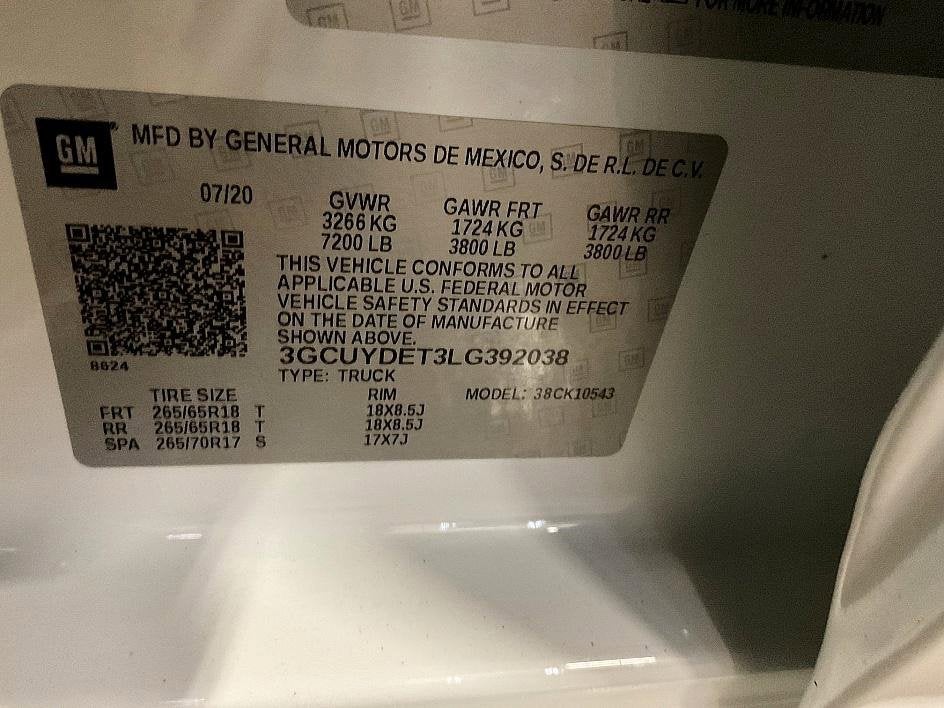 FOR MORE INFORMATION
GM
MFD BY GENERAL MOTORS DE MEXICO, S. DE R.L. DE C.V.
07/20 GVWR GAWR FRT GAWR RR
3266 KG 1724 KG 1724 KG
7200 LB 3800 LB 3800 LB
THIS VEHICLE CONFORMS TO ALL
APPLICABLE U.S. FEDERAL MOTOR
VEHICLE SAFETY STANDARDS IN EFFECT
ON THE DATE OF MANUFACTURE
SHOWN ABOVE.
3GCUYDET3LG392038
8624
TYPE: TRUCK
TIRE SIZE RIM MODEL: 38CK10543
FRT 265/65R18 T 18X8.5J
RR 265/65R18 T 18X8.5J
SPA 265/70R17 S 17X7J